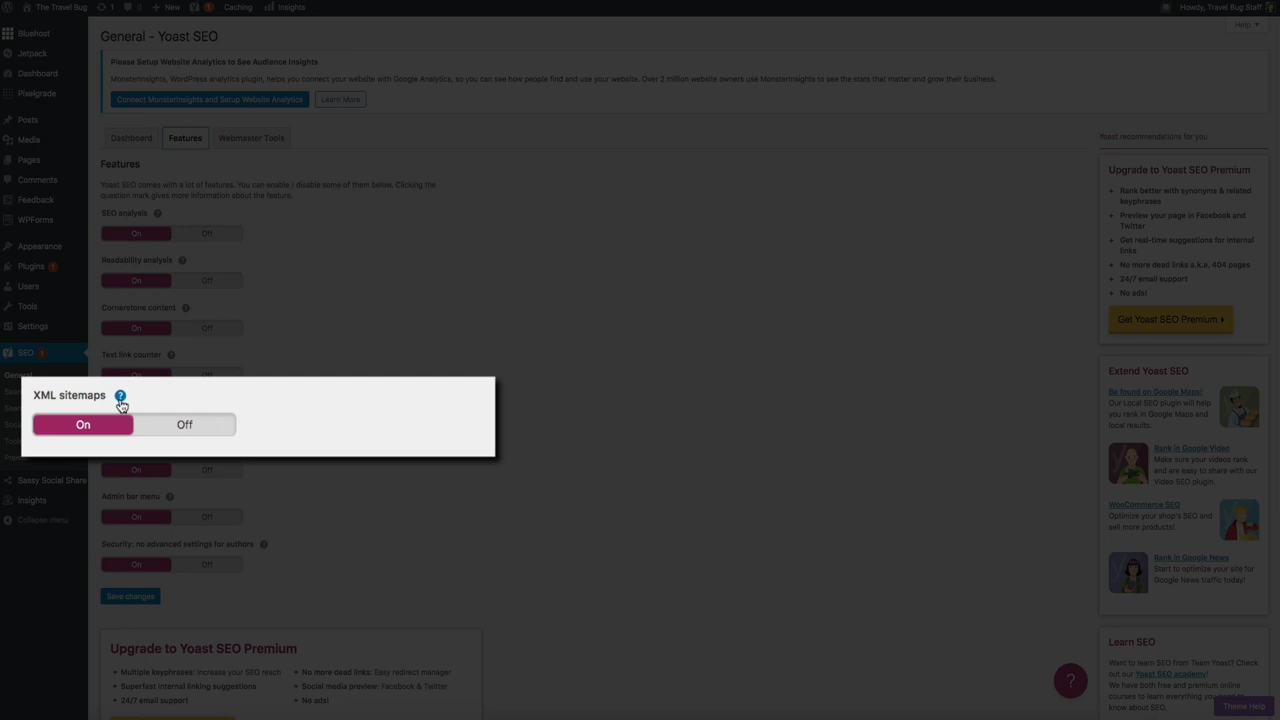 The Travel Bug
1
0
New
1
Caching
Insights
Howdy, Travel Bug Staff
Help
Bluehost
Jetpack
Dashboard
Pixelgrade
Posts
Media
Pages
Comments
Feedback
WPForms
Appearance
Plugins 1
Users
Tools
Settings
SEO 1
General
Sassy Social Share
Insights
Collapse menu
General - Yoast SEO
Please Setup Website Analytics to See Audience Insights
MonsterInsights, WordPress analytics plugin, helps you connect your website with Google Analytics, so you can see how people find and use your website. Over 2 million website owners use MonsterInsights to see the stats that matter and grow their business.
Connect MonsterInsights and Setup Website Analytics
Learn More
Dashboard
Features
Webmaster Tools
Features
Yoast SEO comes with a lot of features. You can enable / disable some of them below. Clicking the
question mark gives more information about the feature.
SEO analysis ?
On Off
Readability analysis ?
On Off
Cornerstone content ?
On Off
Text link counter ?
On Off
XML sitemaps ?
On Off
On Off
Admin bar menu ?
On Off
Security: no advanced settings for authors ?
On Off
Save changes
Upgrade to Yoast SEO Premium
+ Multiple keyphrases: Increase your SEO reach
+ Superfast internal linking suggestions
+ 24/7 email support
+ No more dead links: Easy redirect manager
+ Social media preview: Facebook & Twitter
+ No ads!
Yoast recommendations for you
Upgrade to Yoast SEO Premium
+ Rank better with synonyms & related
keyphrases
+ Preview your page in Facebook and
Twitter
+ Get real-time suggestions for internal
links
+ No more dead links a.k.a. 404 pages
+ 24/7 email support
+ No ads!
Get Yoast SEO Premium
Extend Yoast SEO
Be found on Google Maps!
Our Local SEO plugin will help
you rank in Google Maps and
local results.
Rank in Google Video
Make sure your videos rank
and are easy to share with our
Video SEO plugin.
WooCommerce SEO
Optimize your shop's SEO and
sell more products!
Rank in Google News
Start to optimize your site for
Google News traffic today!
Learn SEO
Want to learn SEO from Team Yoast? Check
out our Yoast SEO academy!
We have both free and premium online
courses to learn everything you need to
know about SEO.
?
Theme Help